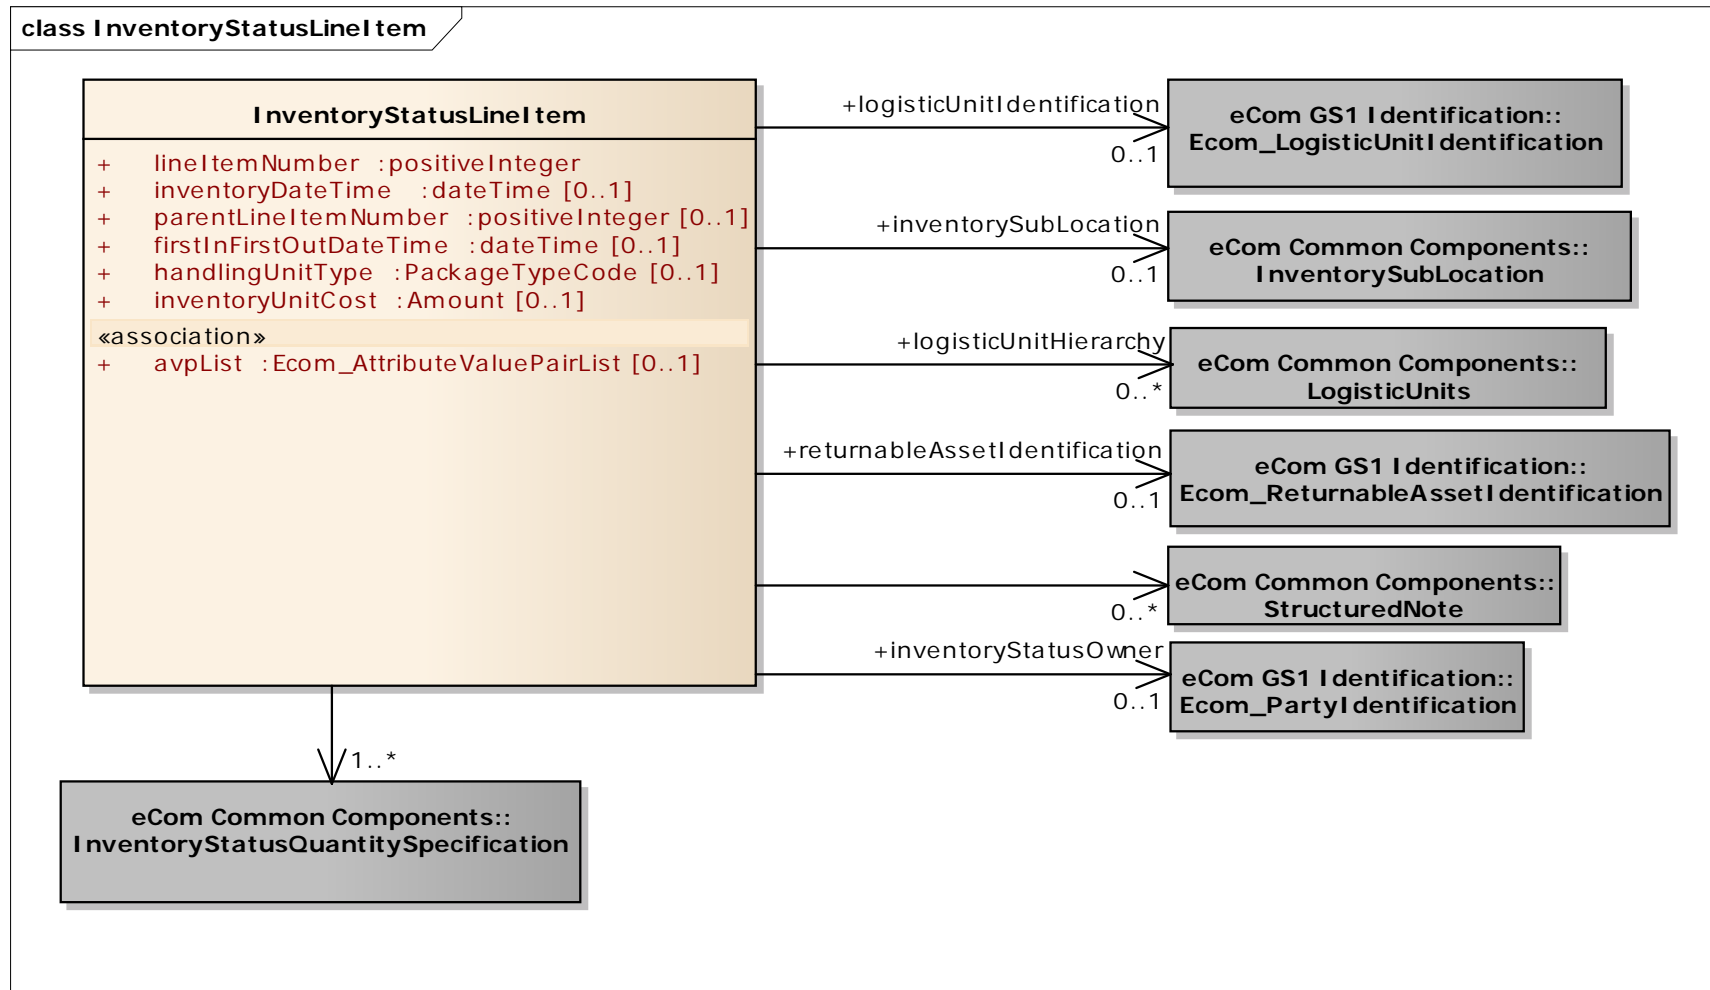 class InventoryStatusLineItem
InventoryStatusLineItem
+ lineItemNumber :positiveInteger
+ inventoryDateTime :dateTime [0..1]
+ parentLineItemNumber :positiveInteger [0..1]
+ firstInFirstOutDateTime :dateTime [0..1]
+ handlingUnitType :PackageTypeCode [0..1]
+ inventoryUnitCost :Amount [0..1]
«association»
+ avpList :Ecom_AttributeValuePairList [0..1]
+logisticUnitIdentification
0..1
eCom GS1 Identification::
Ecom_LogisticUnitIdentification
+inventorySubLocation
0..1
eCom Common Components::
InventorySubLocation
+logisticUnitHierarchy
0..*
eCom Common Components::
LogisticUnits
+returnableAssetIdentification
0..1
eCom GS1 Identification::
Ecom_ReturnableAssetIdentification
0..*
eCom Common Components::
StructuredNote
+inventoryStatusOwner
0..1
eCom GS1 Identification::
Ecom_PartyIdentification
1..*
eCom Common Components::
InventoryStatusQuantitySpecification